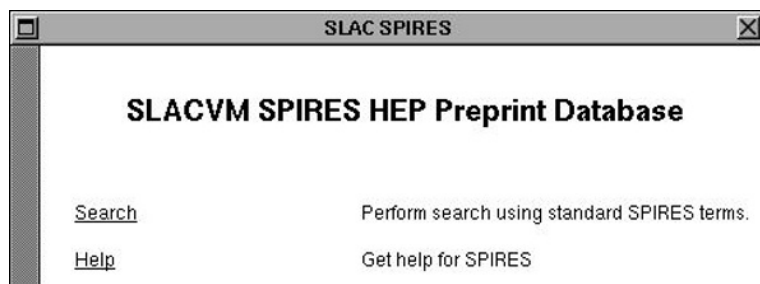 SLAC SPIRES
SLACVM SPIRES HEP Preprint Database
Search Perform search using standard SPIRES terms.
Help Get help for SPIRES